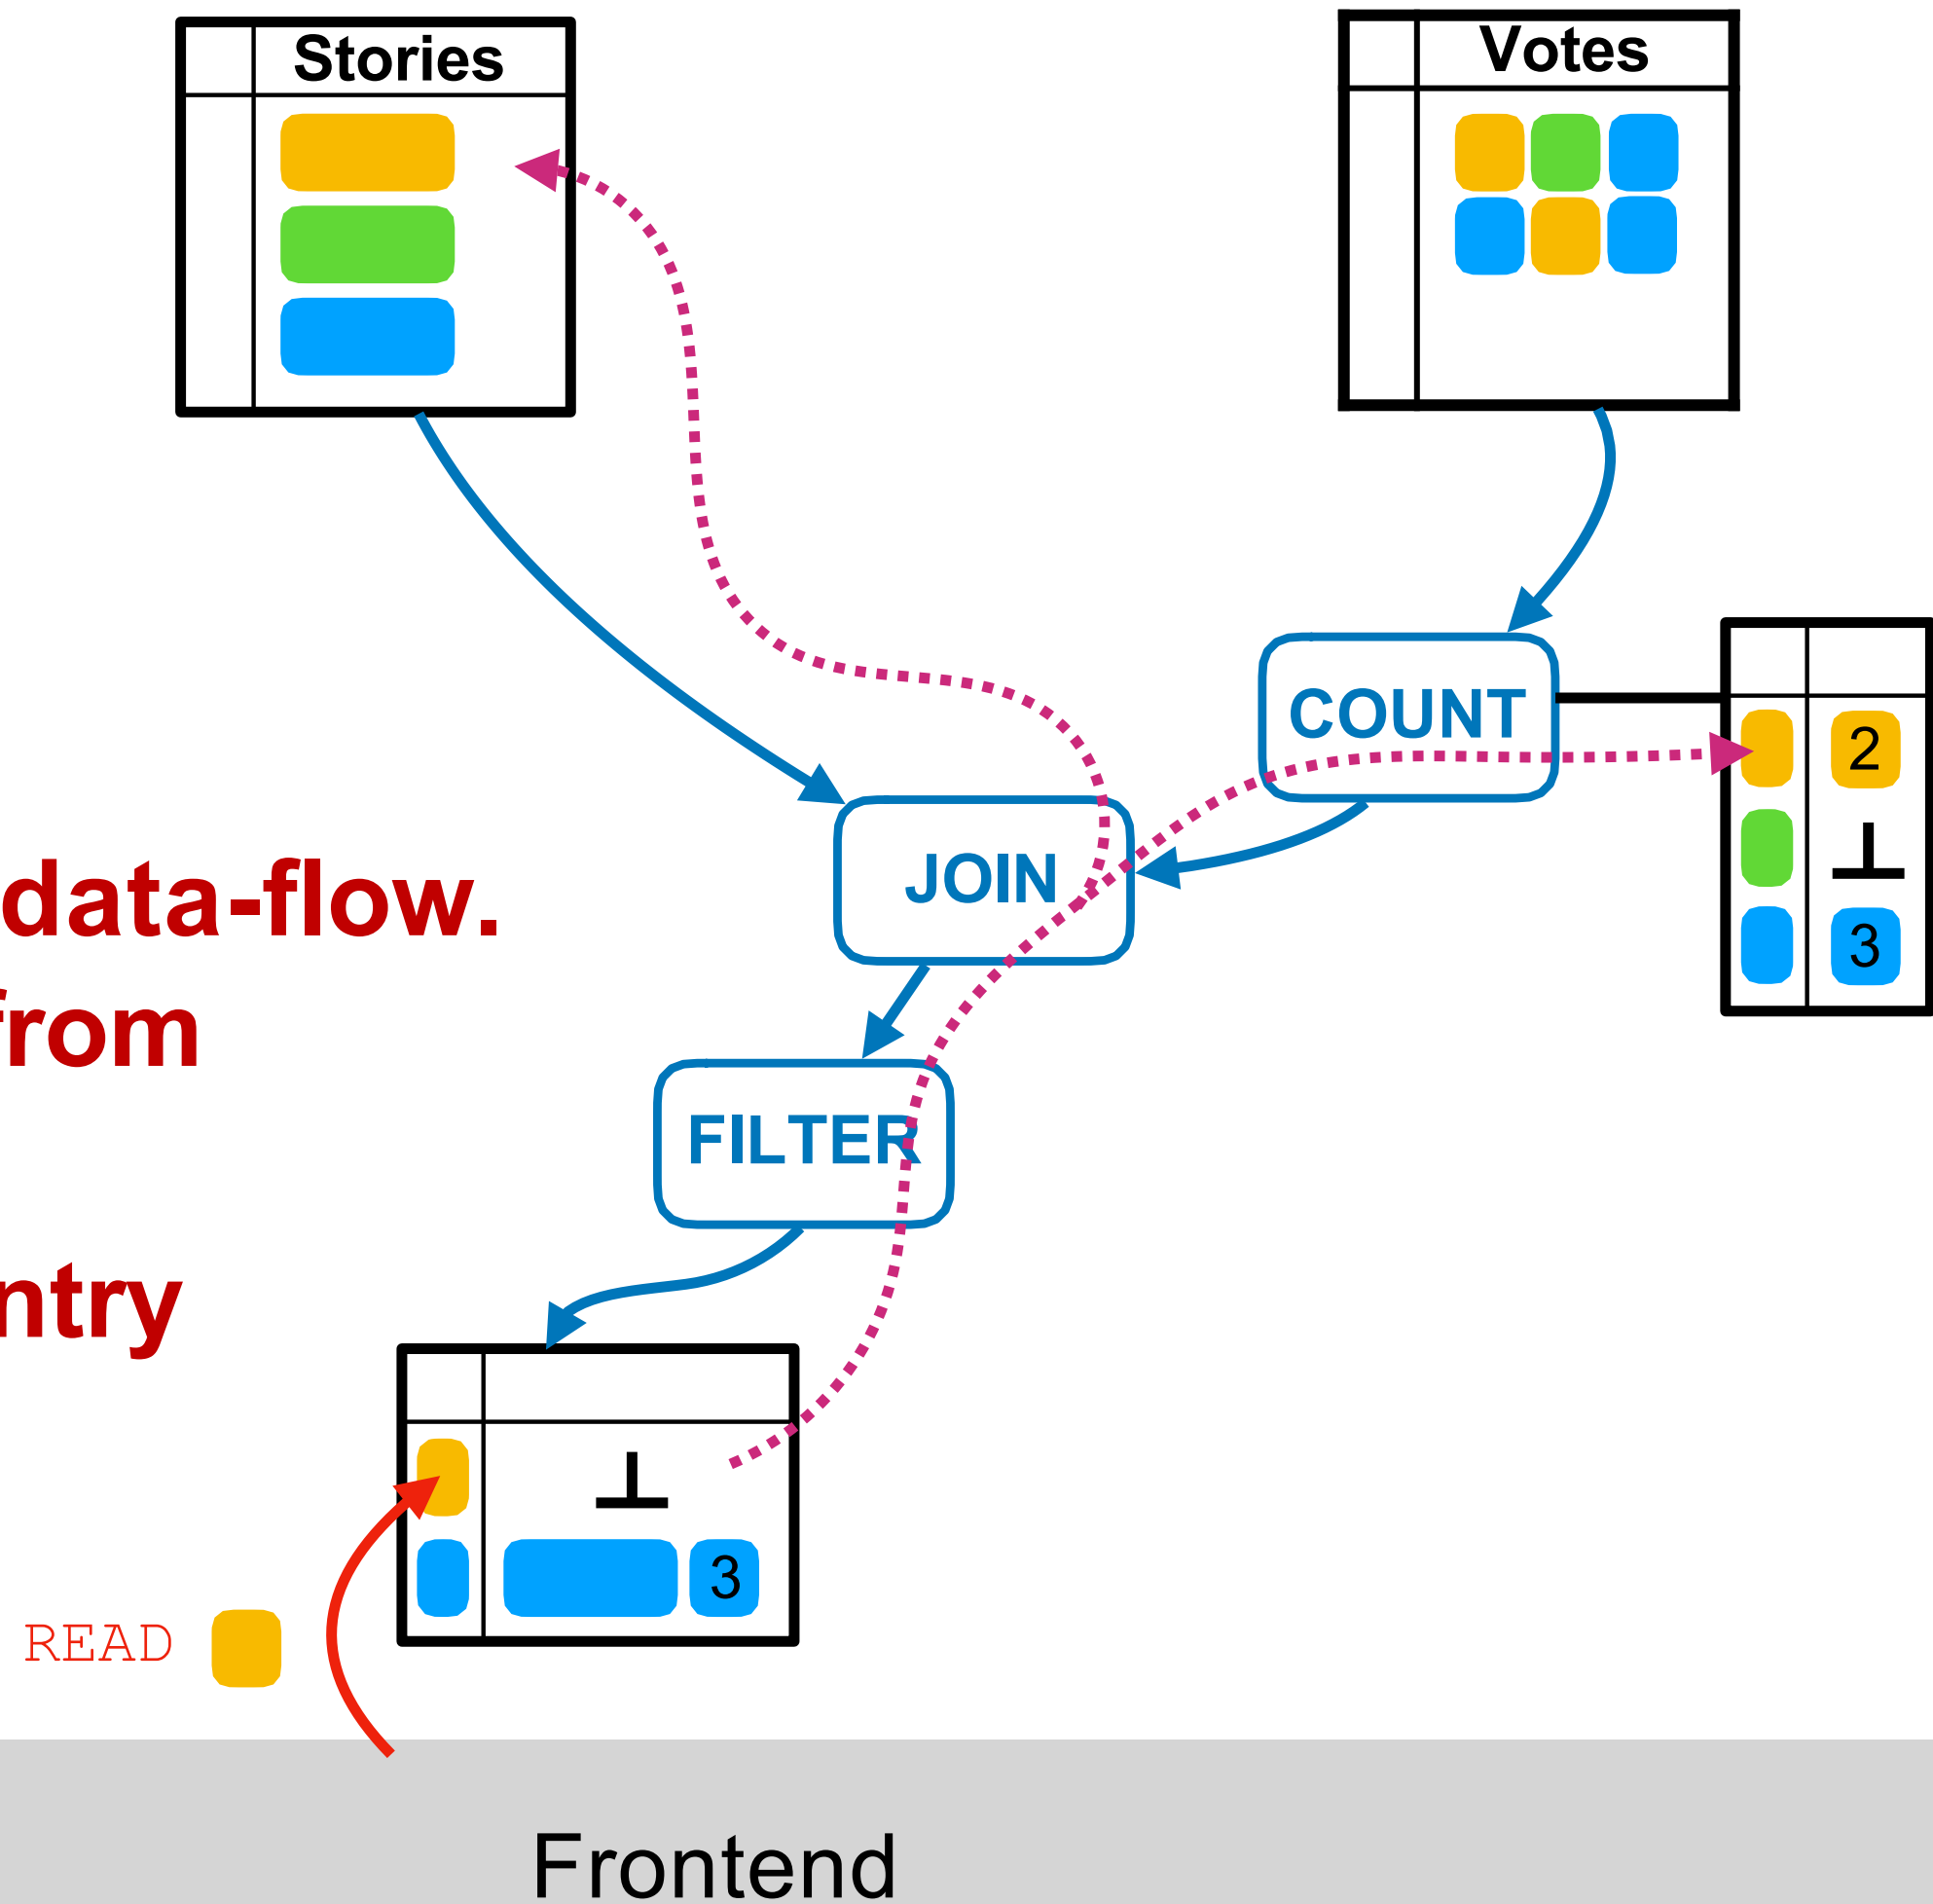 Stories
Votes
COUNT
2
JOIN
data-flow.
3
from
FILTER
ntry
⊥
3
READ
Frontend